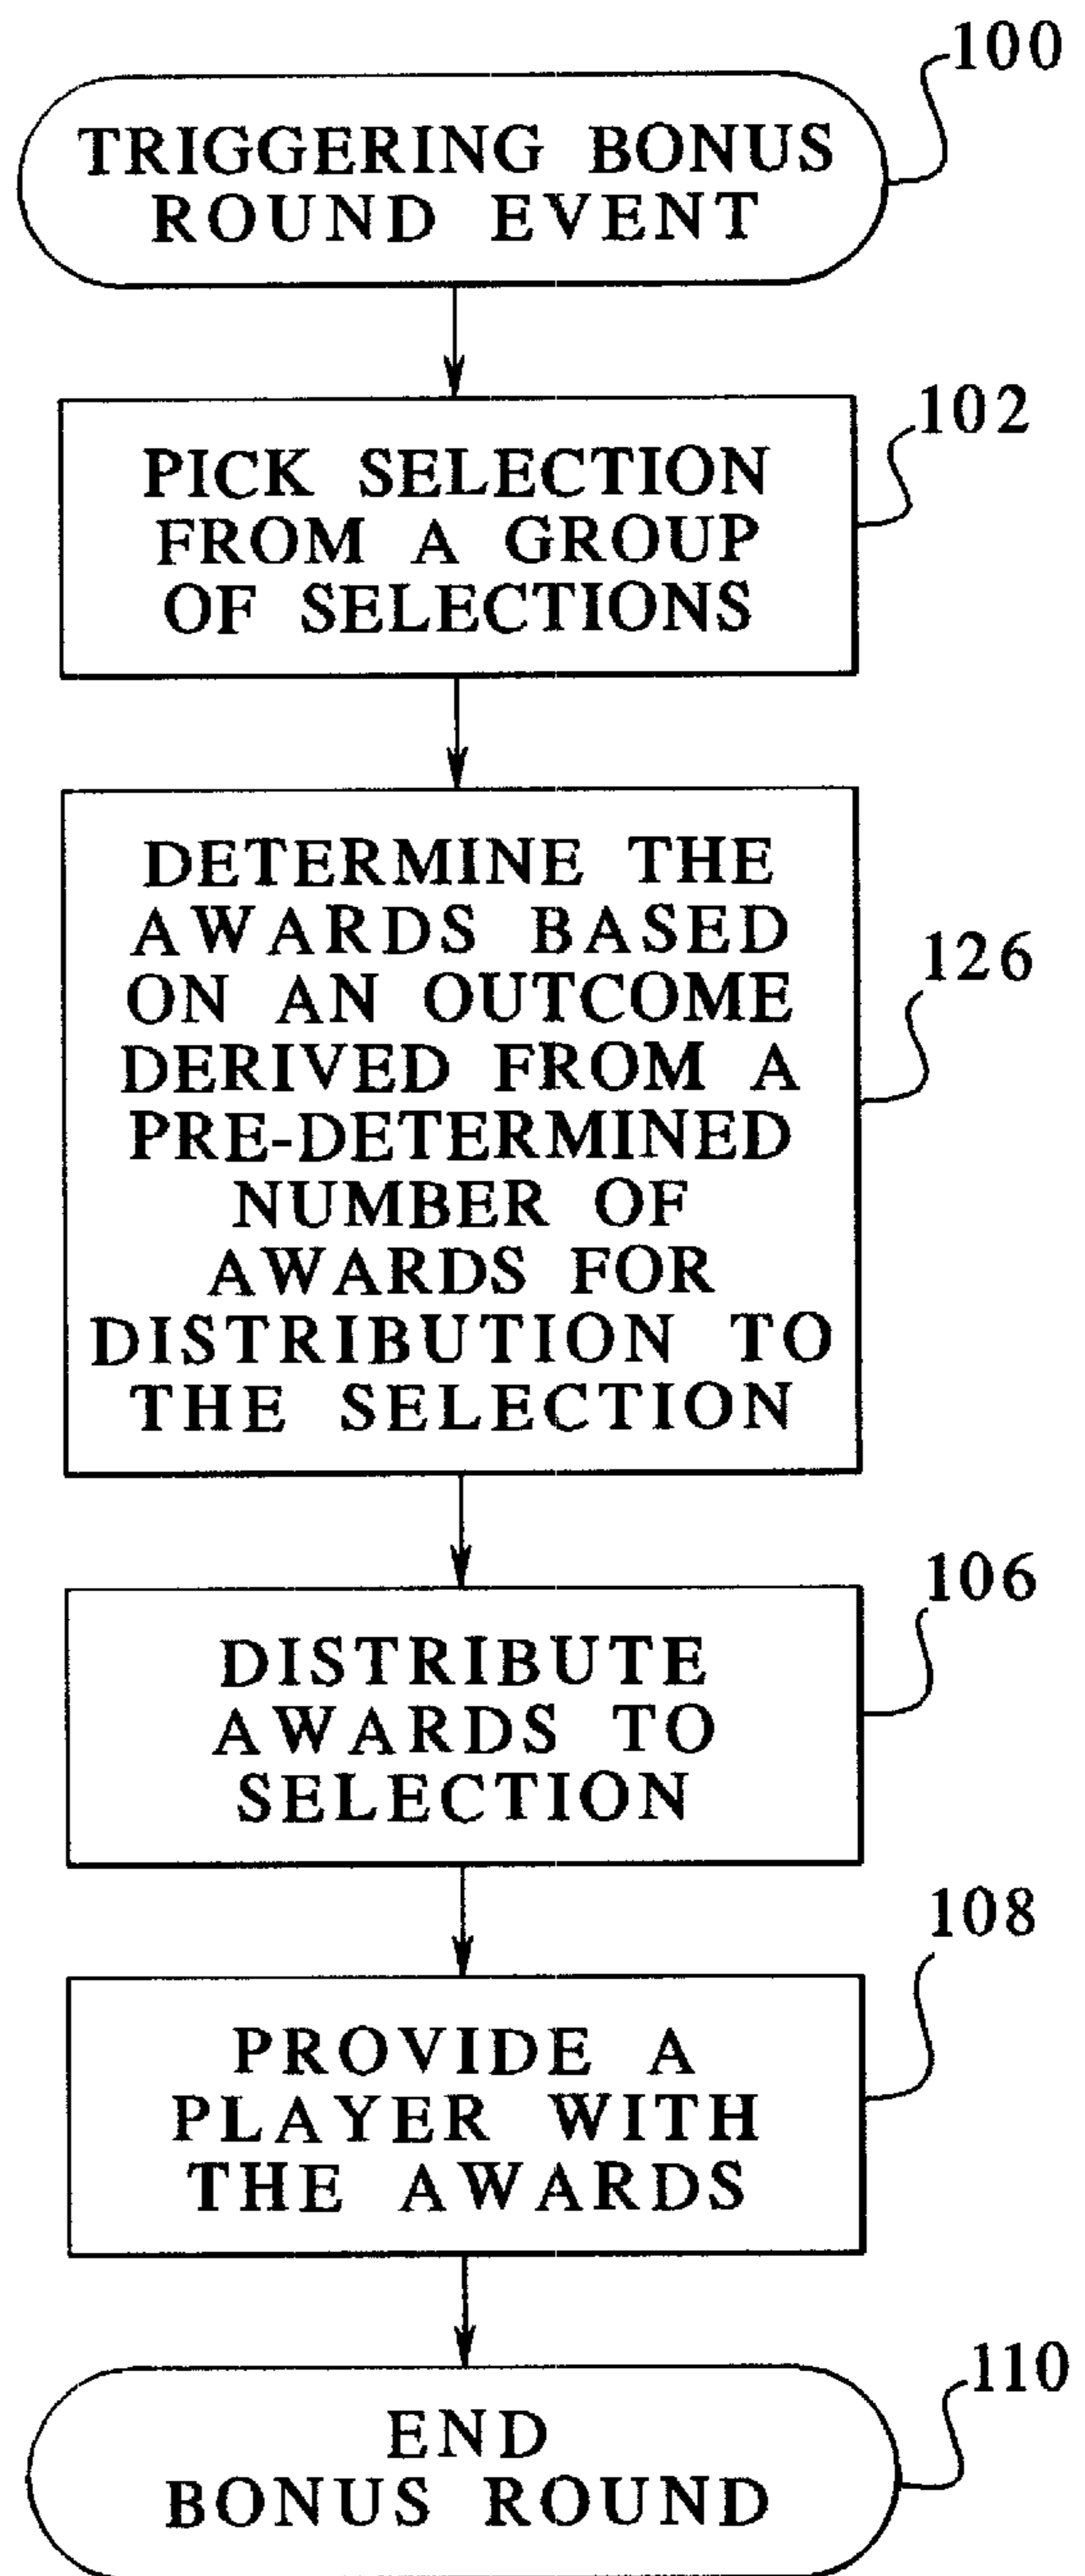 100
TRIGGERING BONUS
ROUND EVENT
102
PICK SELECTION
FROM A GROUP
OF SELECTIONS
126
DETERMINE THE
AWARDS BASED
ON AN OUTCOME
DERIVED FROM A
PRE-DETERMINED
NUMBER OF
AWARDS FOR
DISTRIBUTION TO
THE SELECTION
106
DISTRIBUTE
AWARDS TO
SELECTION
108
PROVIDE A
PLAYER WITH
THE AWARDS
110
END
BONUS ROUND